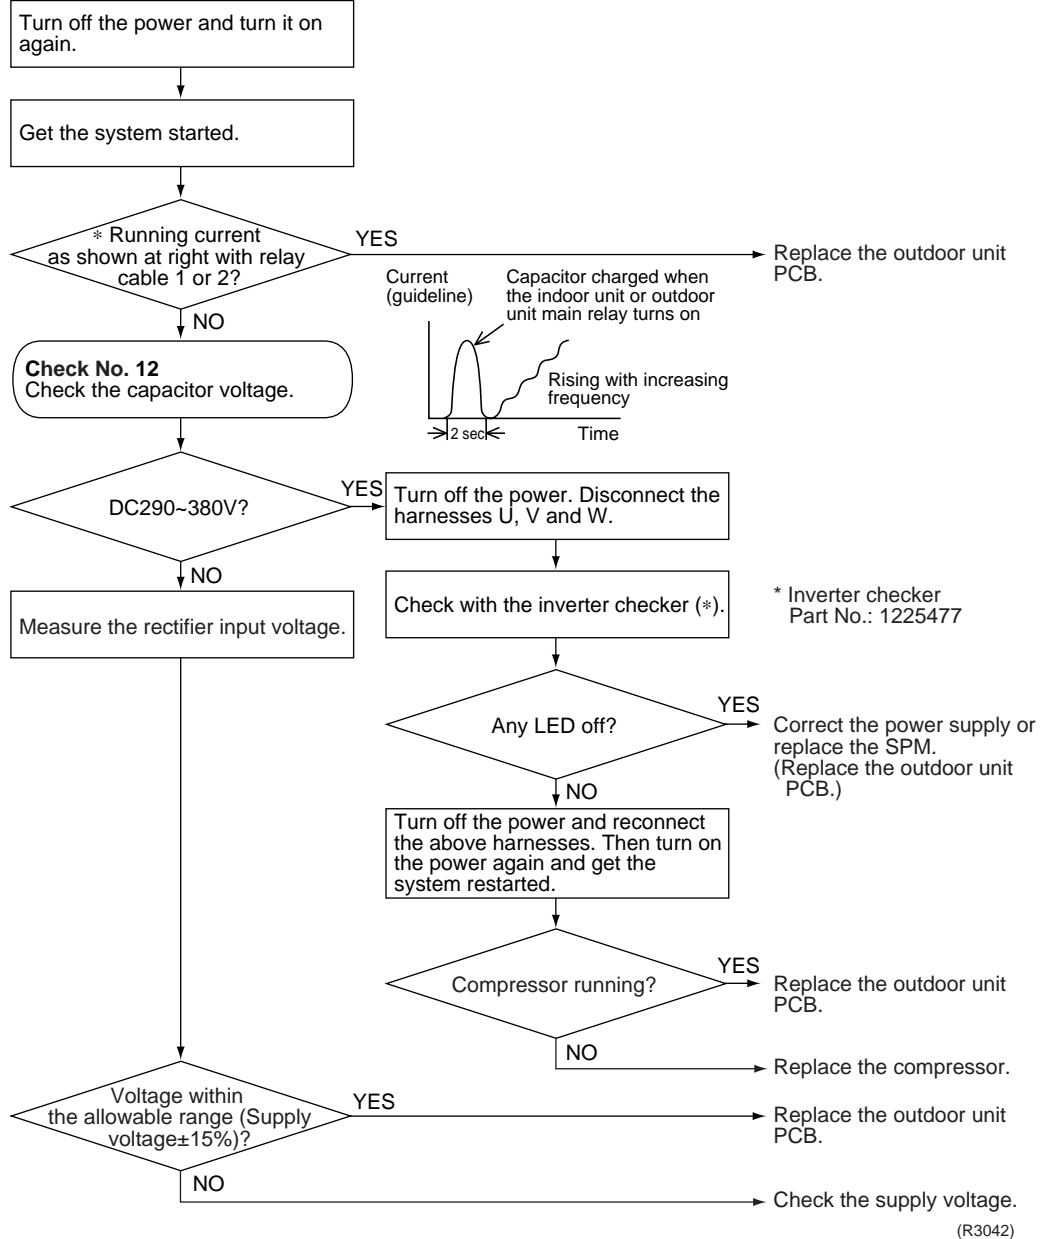 Turn off the power and turn it on
again.
Get the system started.
* Running current
as shown at right with relay
cable 1 or 2?
YES
Replace the outdoor unit
PCB.
NO
Current
(guideline)
Capacitor charged when
the indoor unit or outdoor
unit main relay turns on
Rising with increasing
frequency
2 sec
Time
Check No. 12
Check the capacitor voltage.
DC290~380V?
YES
Turn off the power. Disconnect the
harnesses U, V and W.
NO
Measure the rectifier input voltage.
Check with the inverter checker (*).
* Inverter checker
Part No.: 1225477
Any LED off?
YES
Correct the power supply or
replace the SPM.
(Replace the outdoor unit
PCB.)
NO
Turn off the power and reconnect
the above harnesses. Then turn on
the power again and get the
system restarted.
Compressor running?
YES
Replace the outdoor unit
PCB.
NO
Replace the compressor.
Voltage within
the allowable range (Supply
voltage±15%)?
YES
Replace the outdoor unit
PCB.
NO
Check the supply voltage.
(R3042)